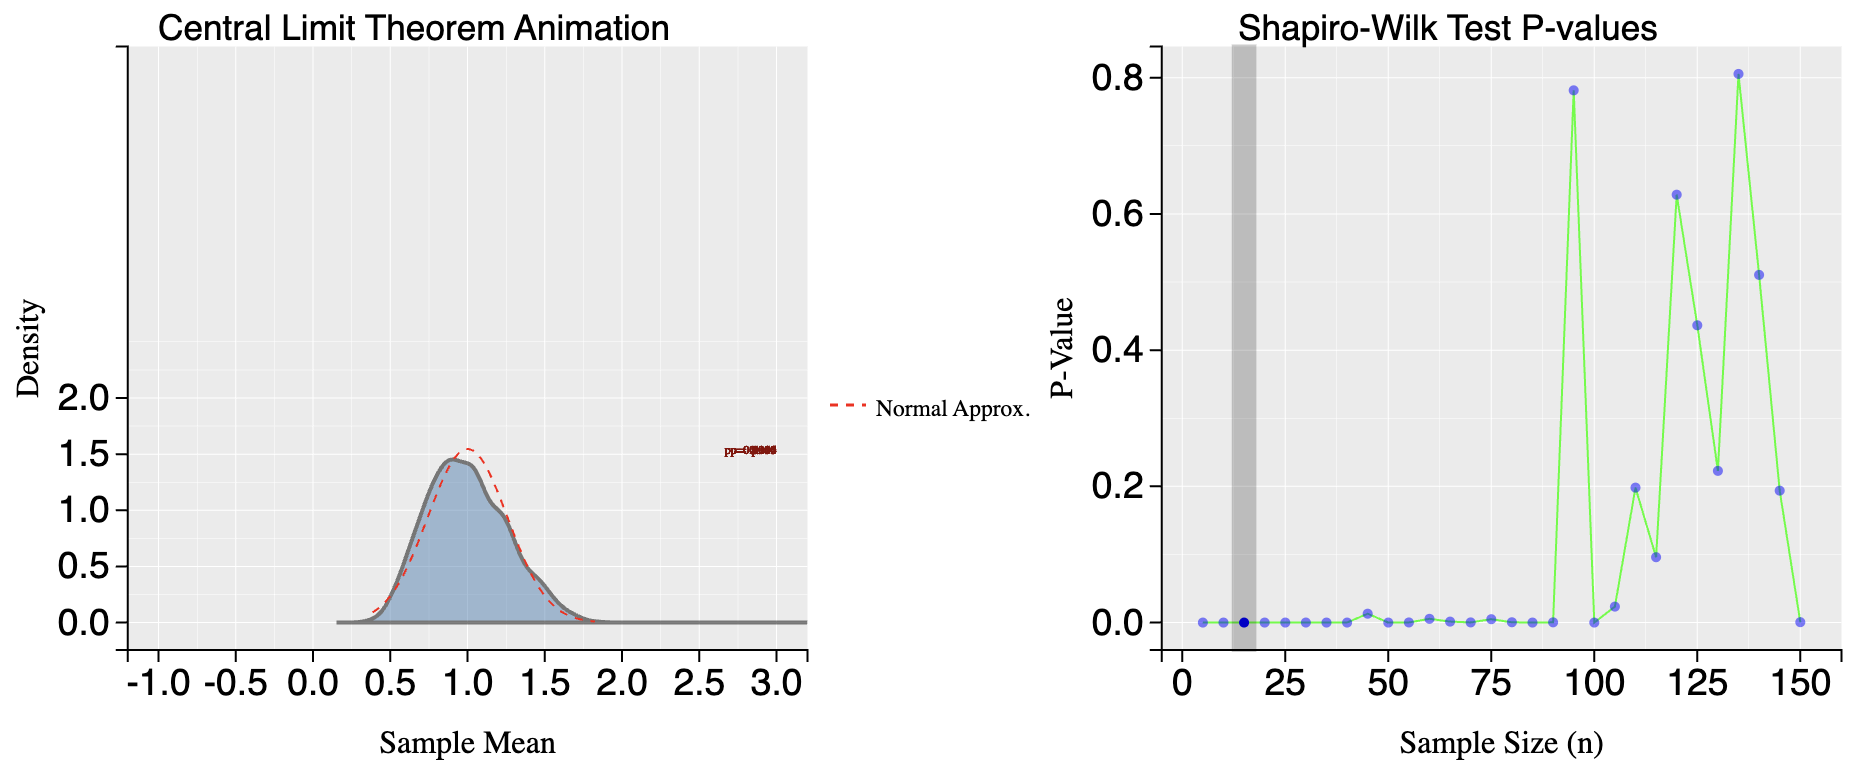 Central Limit Theorem Animation
Density
2.0
1.5
1.0
0.5
0.0
-1.0 -0.5 0.0 0.5 1.0 1.5 2.0 2.5 3.0
Sample Mean
Normal Approx.
Shapiro-Wilk Test P-values
P-Value
0.8
0.6
0.4
0.2
0.0
0 25 50 75 100 125 150
Sample Size (n)